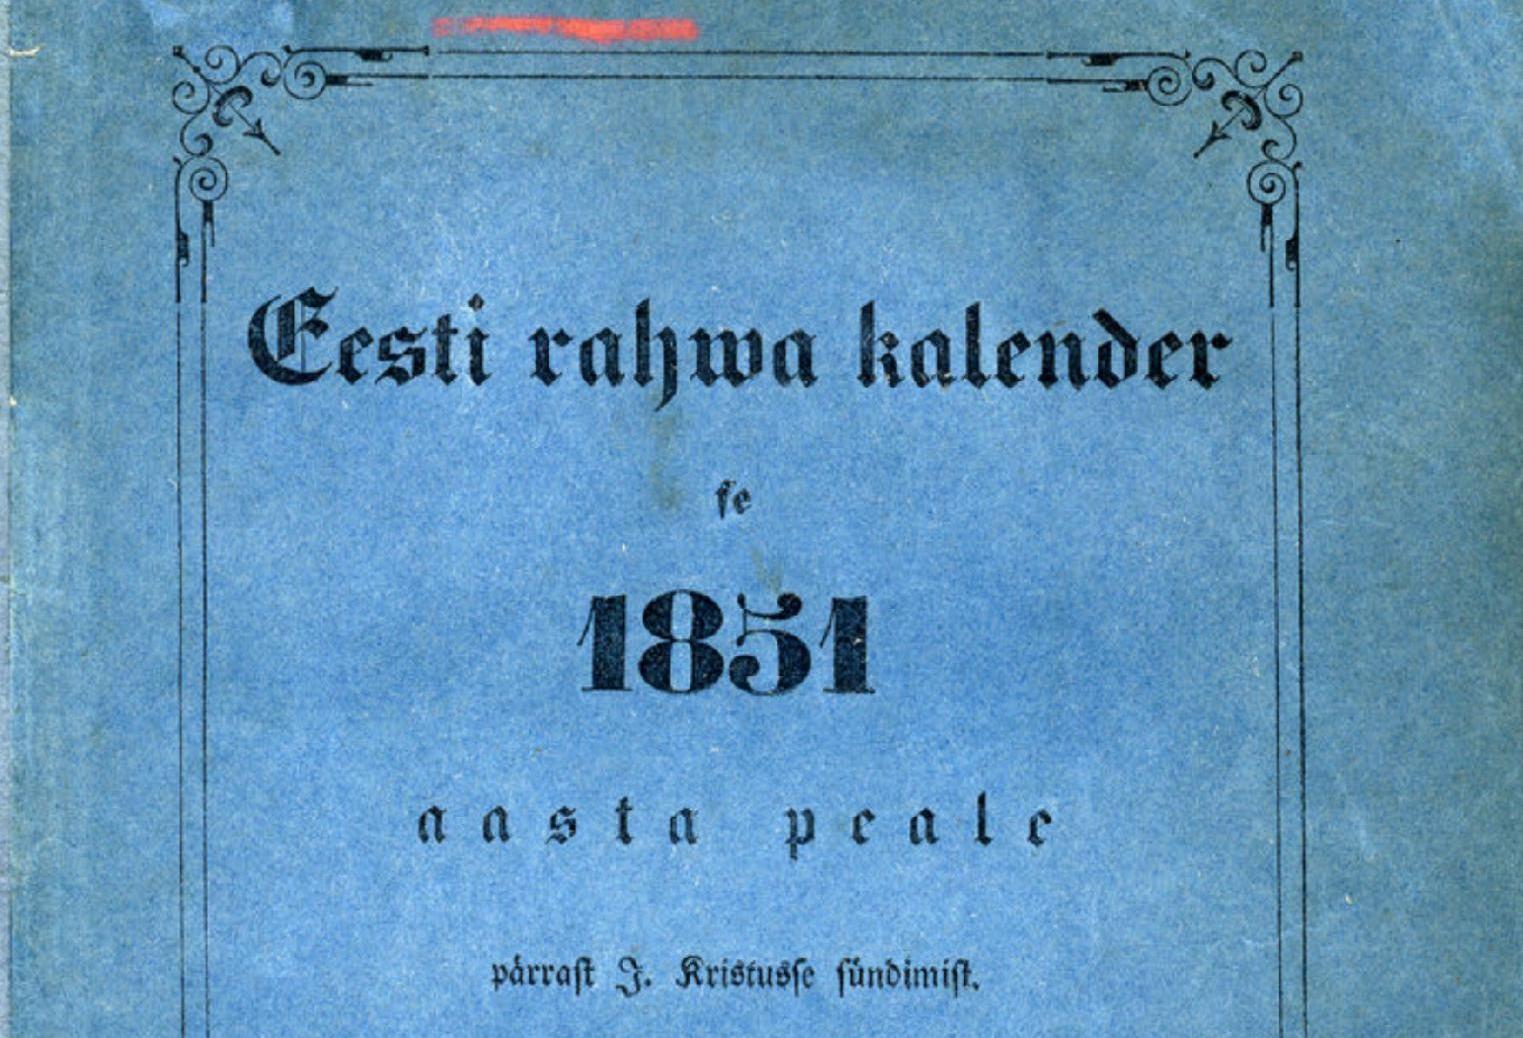 Eesti rahwa kalender
se
1851
aasta peale
pärrast J. Kristusse sündimist.